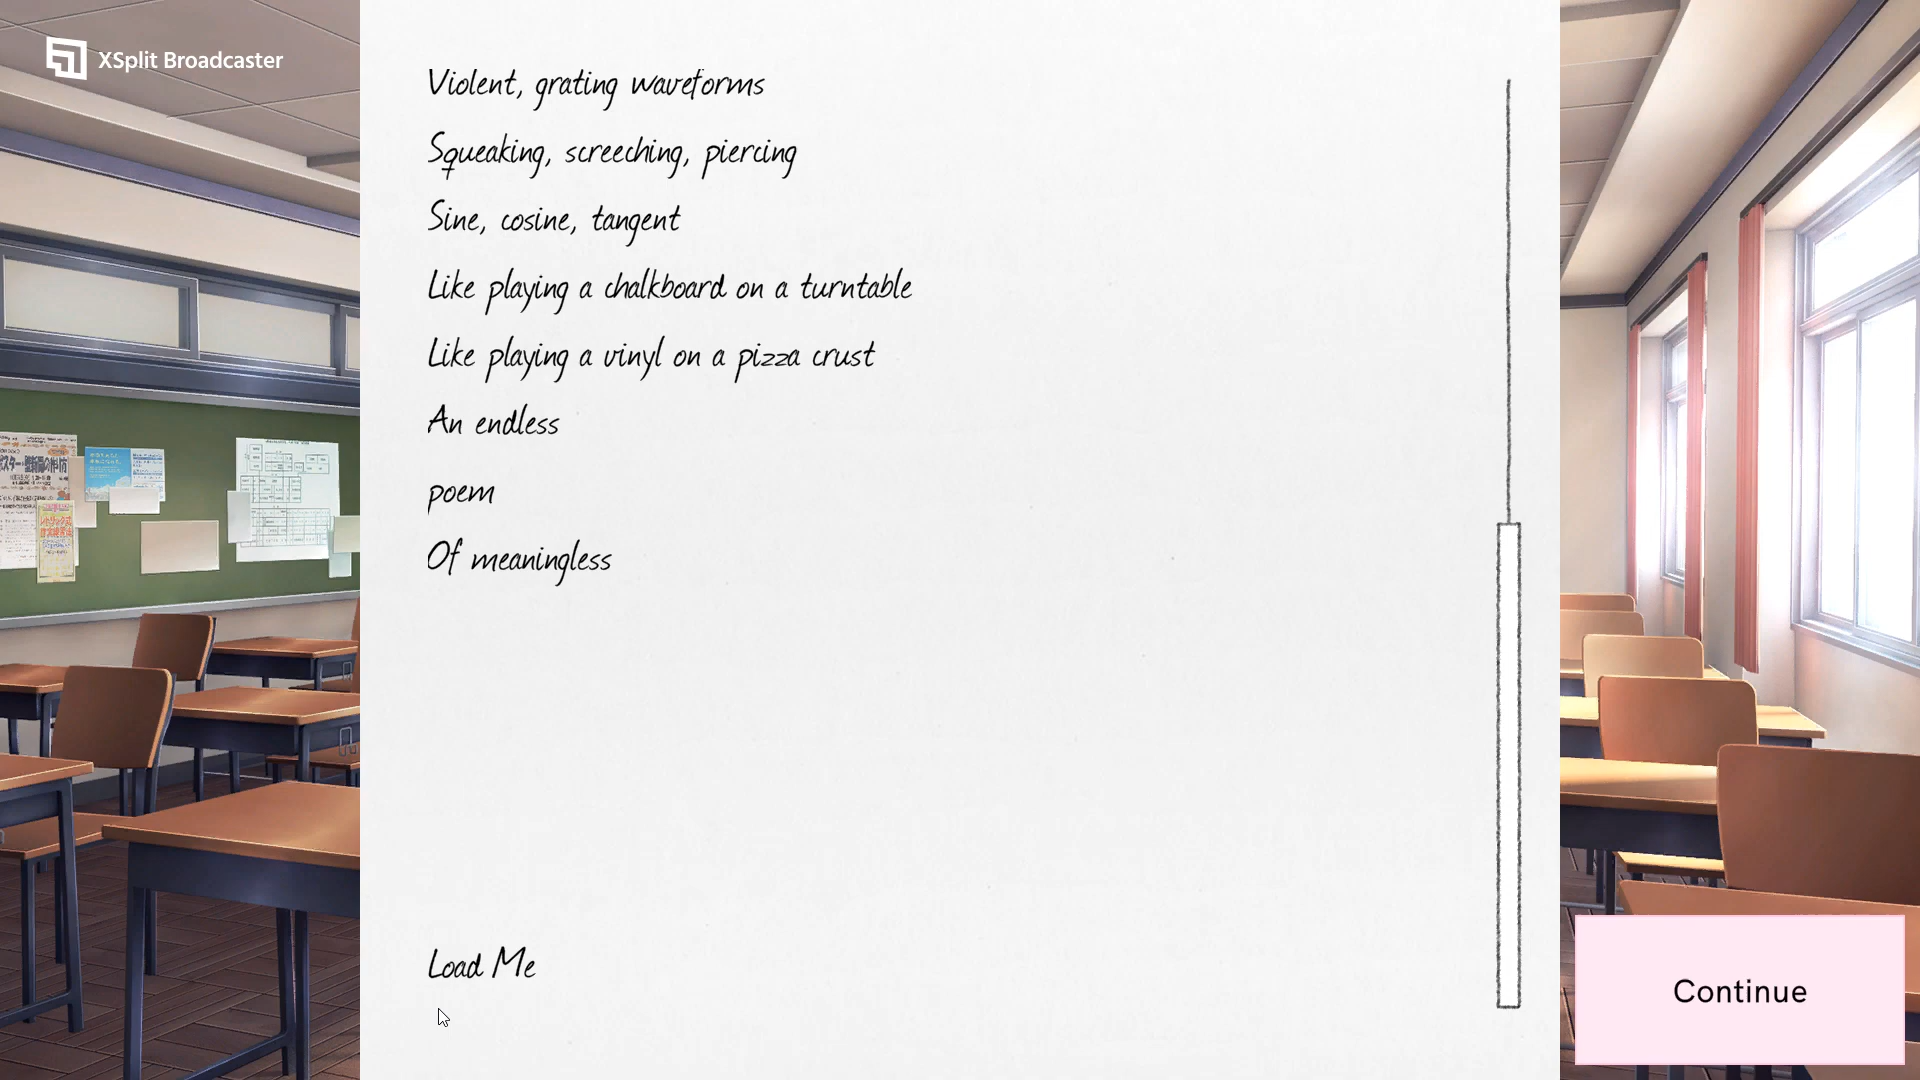 XSplit Broadcaster
Violent, grating waveforms
Squeaking, screeching, piercing
Sine, cosine, tangent
Like playing a chalkboard on a turntable
Like playing a vinyl on a pizza crust
An endless
poem
Of meaningless
Load Me
Continue